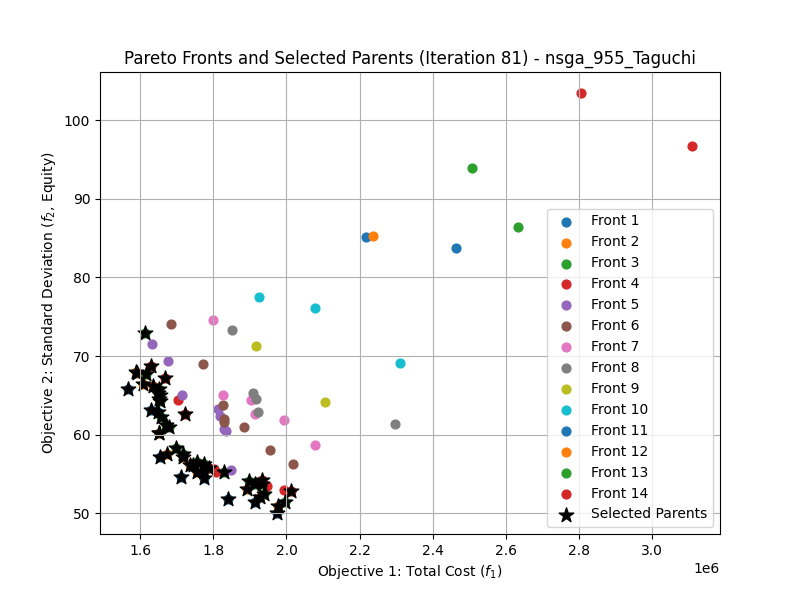 Pareto Fronts and Selected Parents (Iteration 81) - nsga_955_Taguchi
Objective 2: Standard Deviation (f₂, Equity)
100
90
80
70
60
50
Front 1
Front 2
Front 3
Front 4
Front 5
Front 6
Front 7
Front 8
Front 9
Front 10
Front 11
Front 12
Front 13
Front 14
Selected Parents
1.6 1.8 2.0 2.2 2.4 2.6 2.8 3.0
1e6
Objective 1: Total Cost (f₁)